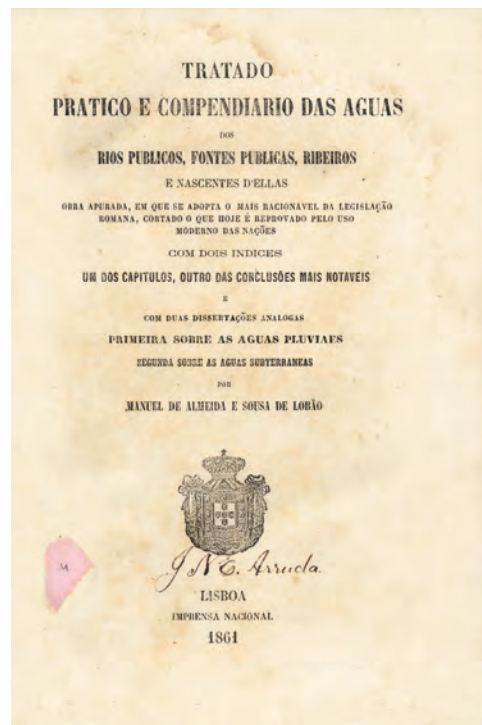 TRATADO
PRATICO E COMPENDIARIO DAS AGUAS
DOS
RIOS PUBLICOS, FONTES PUBLICAS, RIBEIROS
E NASCENTES D'ELLAS
OBRA APURADA, EM QUE SE ADOPTA O MAIS RACIONAVEL DA LEGISLAÇÃO
ROMANA, CORTADO O QUE HOJE É REPROVADO PELO USO
MODERNO DAS NAÇÕES
COM DOIS INDICES
UM DOS CAPITULOS, OUTRO DAS CONCLUSÕES MAIS NOTAVEIS
E
COM DUAS DISSERTAÇÕES ANALOGAS
PRIMEIRA SOBRE AS AGUAS PLUVIAES
SEGUNDA SOBRE AS AGUAS SUBTERRANEAS
POR
MANUEL DE ALMEIDA E SOUSA DE LOBÃO
Arruda
LISBOA
IMPRENSA NACIONAL
1861